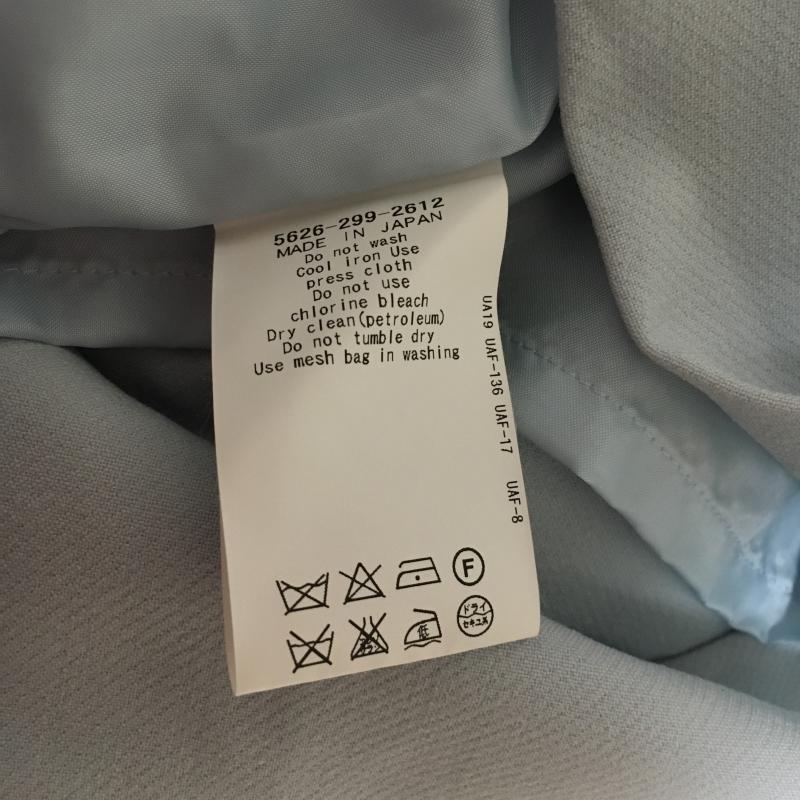 5626-299-2612
MADE IN JAPAN
Do not wash
Cool iron Use
press cloth
Do not use
chlorine bleach
Dry clean(petroleum)
Do not tumble dry
Use mesh bag in washing
UA19 UAF-136 UAF-17 UAF-8
F
低
ドライ
セキユ系